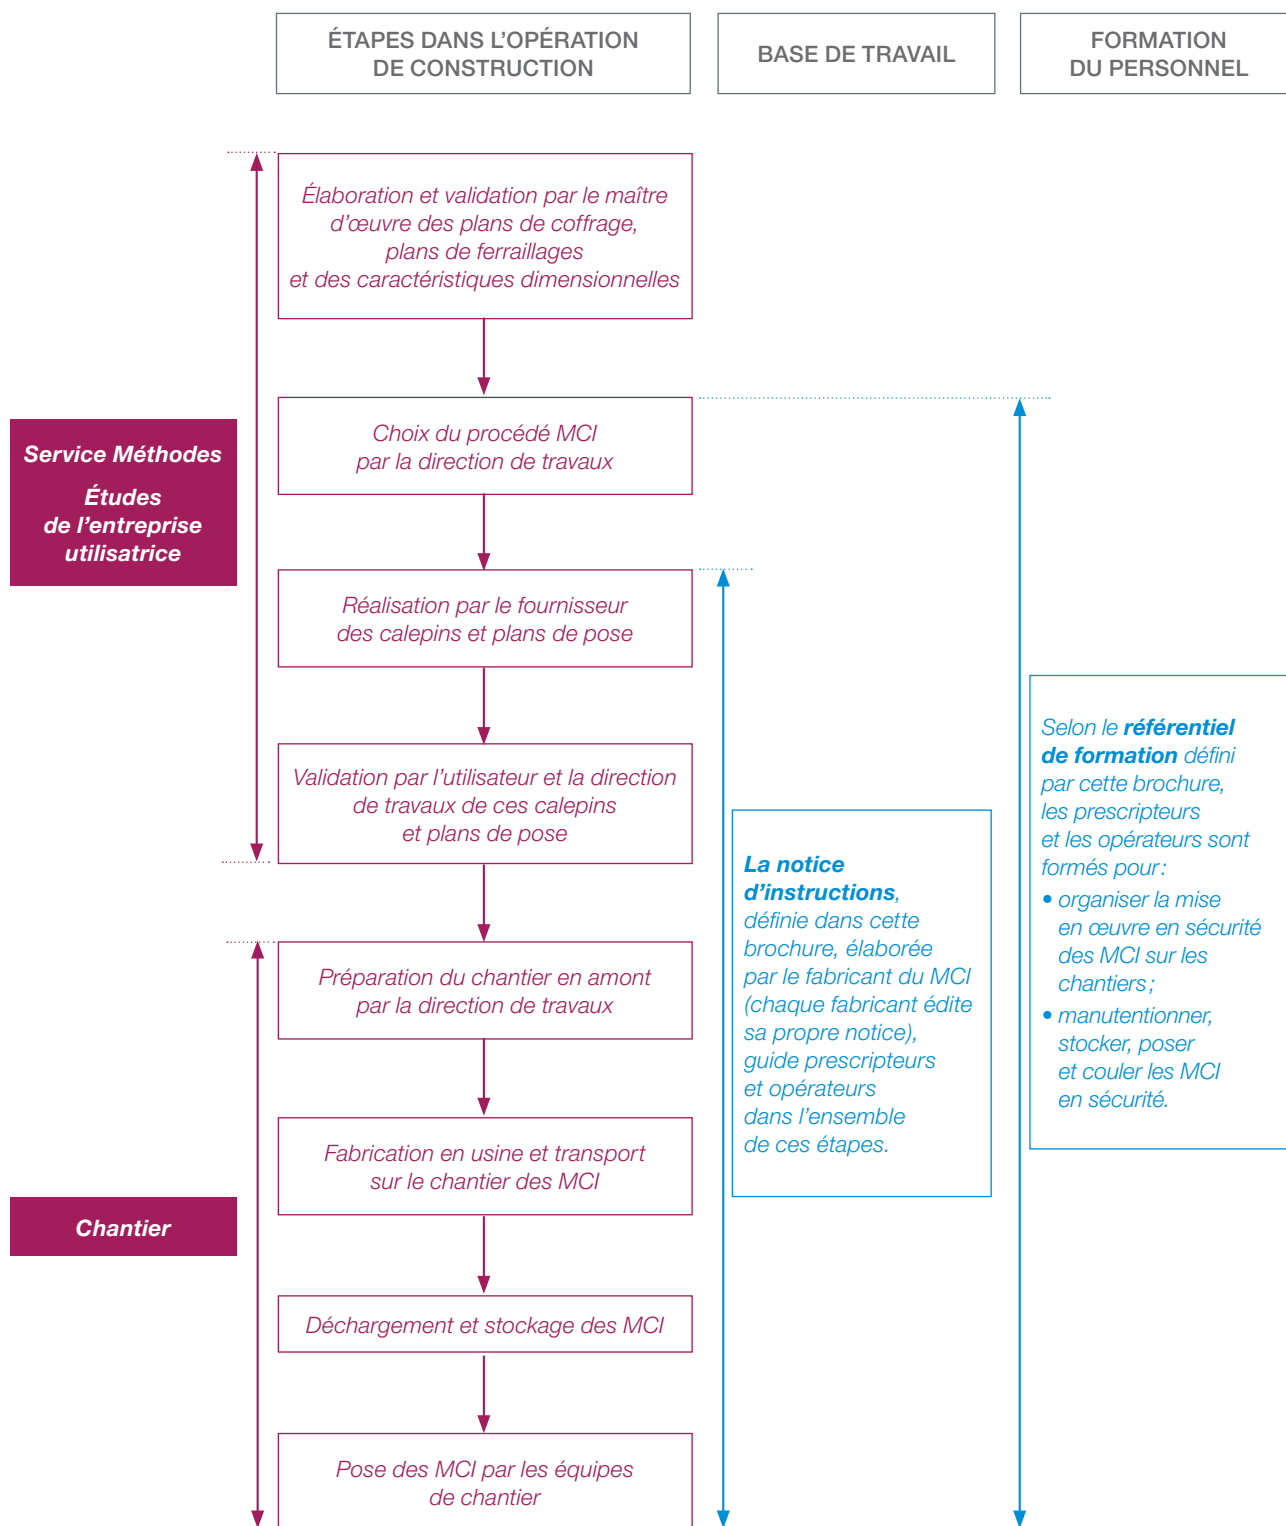 ÉTAPES DANS L'OPÉRATION
DE CONSTRUCTION
BASE DE TRAVAIL
FORMATION
DU PERSONNEL
Service Méthodes
Études
de l'entreprise
utilisatrice
Élaboration et validation par le maître
d'œuvre des plans de coffrage,
plans de ferraillages
et des caractéristiques dimensionnelles
Choix du procédé MCI
par la direction de travaux
Réalisation par le fournisseur
des calepins et plans de pose
Validation par l'utilisateur et la direction
de travaux de ces calepins
et plans de pose
Chantier
Préparation du chantier en amont
par la direction de travaux
Fabrication en usine et transport
sur le chantier des MCI
Déchargement et stockage des MCI
Pose des MCI par les équipes
de chantier
La notice
d'instructions,
définie dans cette
brochure, élaborée
par le fabricant du MCI
(chaque fabricant édite
sa propre notice),
guide prescripteurs
et opérateurs
dans l'ensemble
de ces étapes.
Selon le référentiel
de formation défini
par cette brochure,
les prescripteurs
et les opérateurs sont
formés pour :
• organiser la mise
en œuvre en sécurité
des MCI sur les
chantiers ;
• manutentionner,
stocker, poser
et couler les MCI
en sécurité.